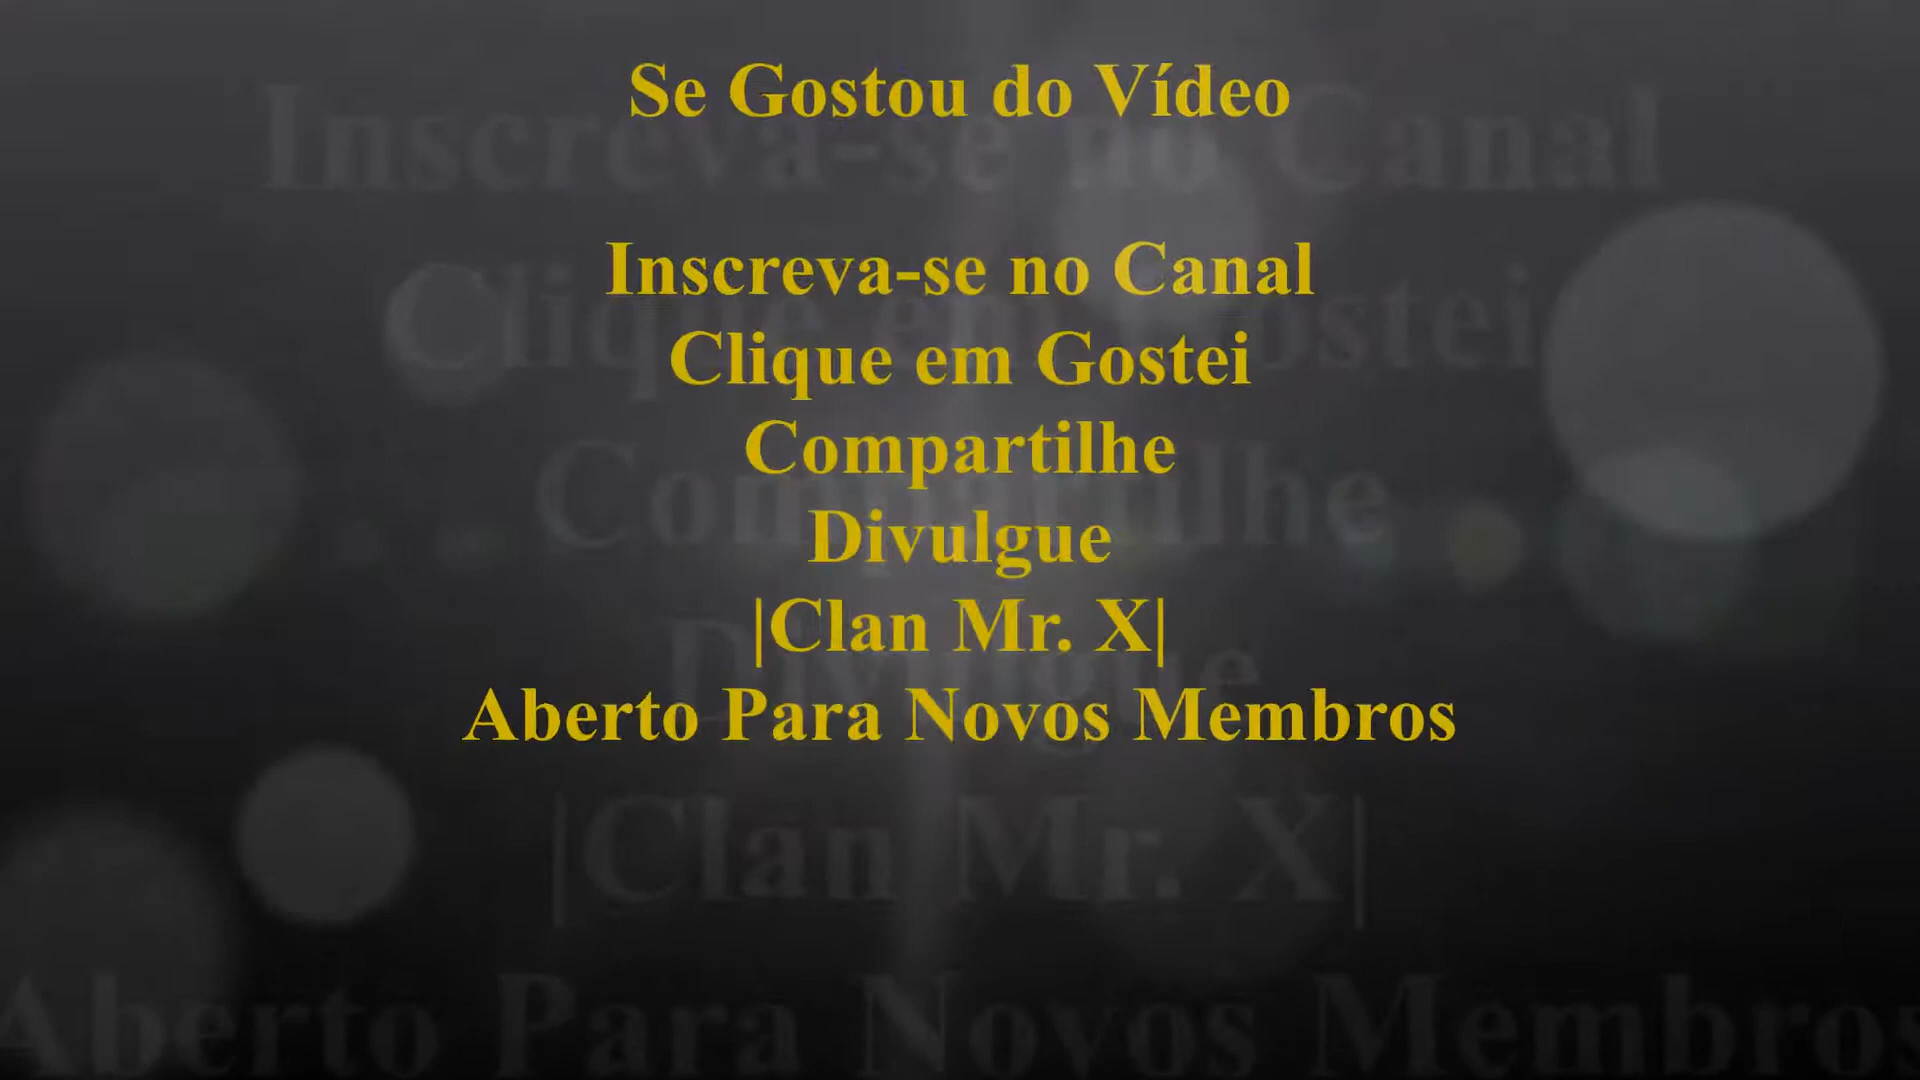 Se Gostou do Vídeo
Inscreva-se no Canal
Clique em Gostei
Compartilhe
Divulgue
|Clan Mr. X|
Aberto Para Novos Membros